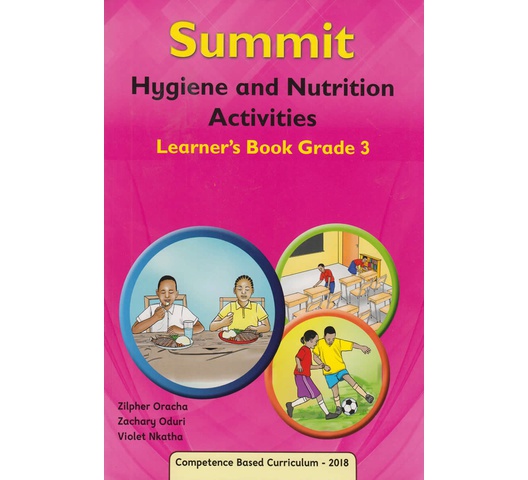 Summit
Hygiene and Nutrition
Activities
Learner's Book Grade 3
Zilpher Oracha
Zachary Oduri
Violet Nkatha
Competence Based Curriculum - 2018